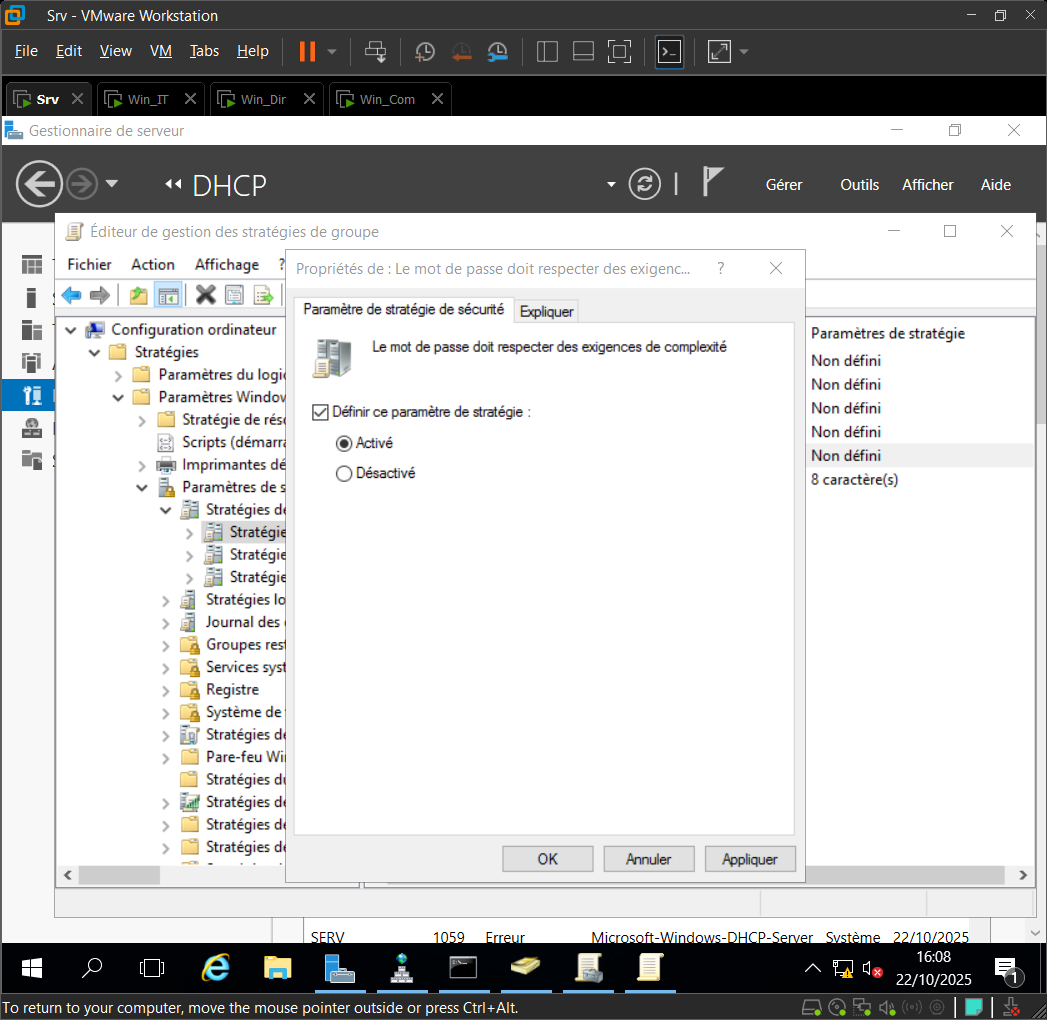 Srv - VMware Workstation
File Edit View VM Tabs Help
Srv Win_IT Win_Dir Win_Com
Gestionnaire de serveur
DHCP
Gérer Outils Afficher Aide
Éditeur de gestion des stratégies de groupe
Fichier Action Affichage ?
Propriétés de : Le mot de passe doit respecter des exigenc... ?
Paramètre de stratégie de sécurité Expliquer
Le mot de passe doit respecter des exigences de complexité
Définir ce paramètre de stratégie :
Activé
Désactivé
OK Annuler Appliquer
Configuration ordinateur
Stratégies
Paramètres du logic
Paramètres Window
Stratégie de rés
Scripts (démarra
Imprimantes dé
Paramètres de s
Stratégies de
Stratégie
Stratégie
Stratégie
Stratégies lo
Journal des
Groupes rest
Services syst
Registre
Système de
Stratégies de
Pare-feu Wi
Stratégies du
Stratégies de
Stratégies de
Stratégies de
Paramètres de stratégie
Non défini
Non défini
Non défini
Non défini
Non défini
8 caractère(s)
SERV 1059 Erreur Microsoft-Windows-DHCP-Server Système 22/10/2025
16:08
22/10/2025
1
To return to your computer, move the mouse pointer outside or press Ctrl+Alt.